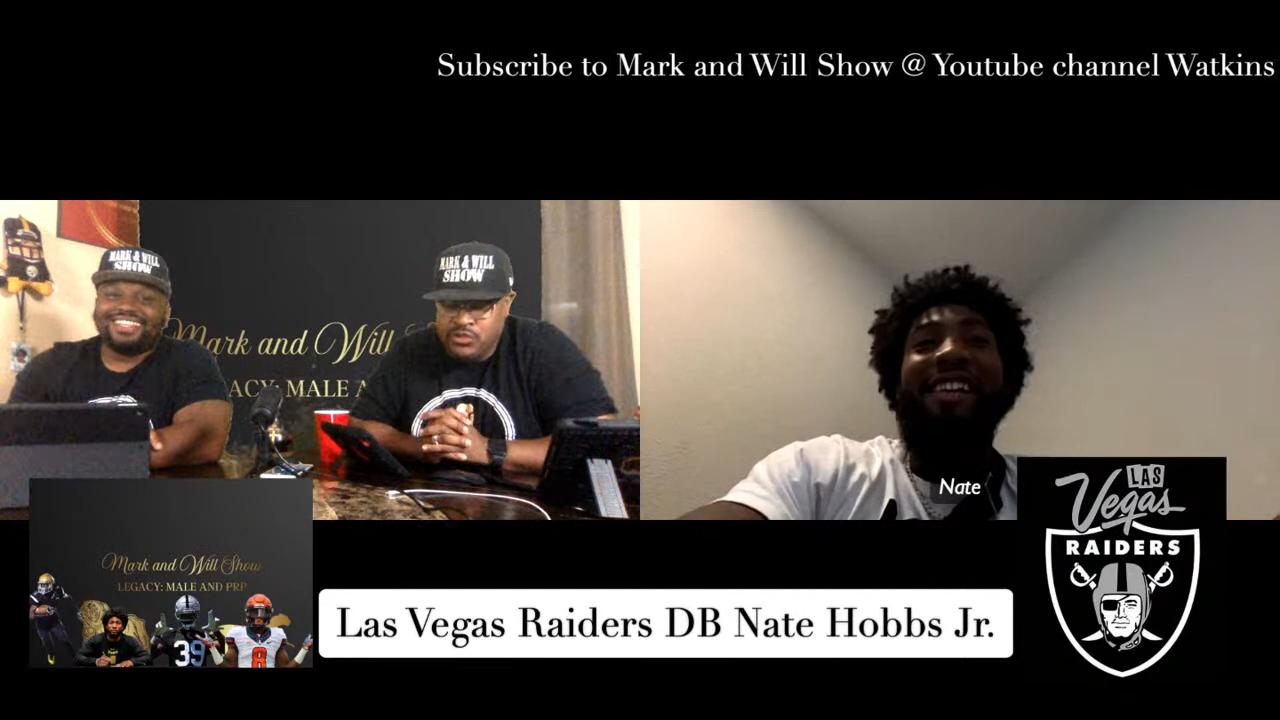 Subscribe to Mark and Will Show @ Youtube channel Watkins
MARK & WILL
SHOW
MARK & WILL
SHOW
Mark and Will
ACY: MALE A
Nate
LAS
Vegas
RAIDERS
Mark and Will Show
LEGACY: MALE AND PRP
39
8
Las Vegas Raiders DB Nate Hobbs Jr.